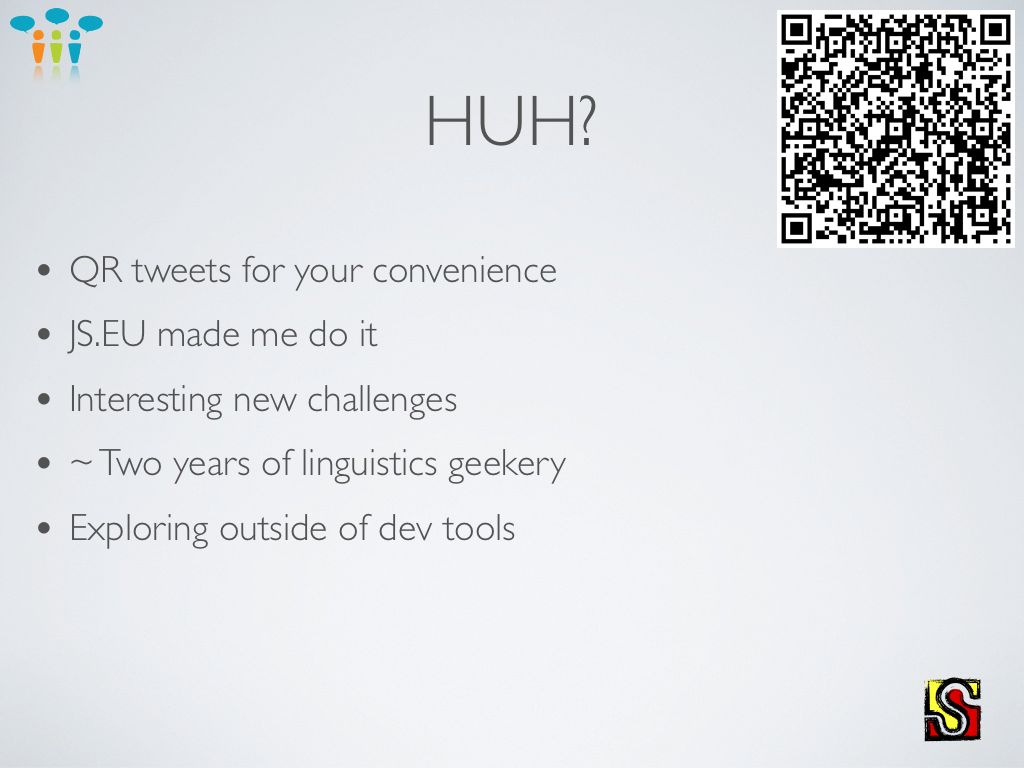 HUH?
• QR tweets for your convenience
• JS.EU made me do it
• Interesting new challenges
• ~ Two years of linguistics geekery
• Exploring outside of dev tools
S